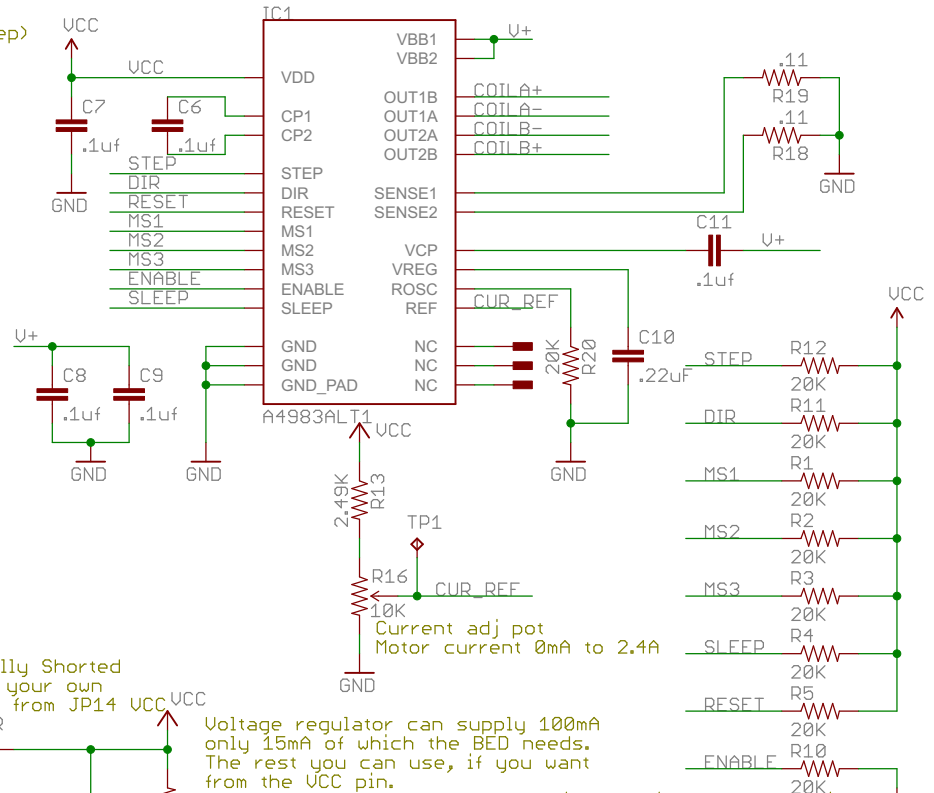 IC1
ep)
VCC
VCC
C7
.1uf
GND
C6
.1uf
STEP
DIR
RESET
MS1
MS2
MS3
ENABLE
SLEEP
VDD
CP1
CP2
STEP
DIR
RESET
MS1
MS2
MS3
ENABLE
SLEEP
GND
GND
GND_PAD
VBB1
VBB2
OUT1B
OUT1A
OUT2A
OUT2B
SENSE1
SENSE2
VCP
VREG
ROSC
REF
NC
NC
NC
A4983ALT1
V+
COILA+
COILA-
COILB-
COILB+
.11
R19
.11
R18
GND
C11
.1uf
V+
CUR_REF
20K
R20
C10
.22uF
GND
V+
C8
.1uf
C9
.1uf
GND
GND
VCC
2.49K
R13
TP1
R16
10K
CUR_REF
Current adj pot
Motor current 0mA to 2.4A
GND
VCC
STEP
R12
20K
DIR
R11
20K
MS1
R1
20K
MS2
R2
20K
MS3
R3
20K
SLEEP
R4
20K
RESET
R5
20K
ENABLE
R10
20K
lly Shorted
your own
from JP14 VCC
VCC
Voltage regulator can supply 100mA
only 15mA of which the BED needs.
The rest you can use, if you want
from the VCC pin.